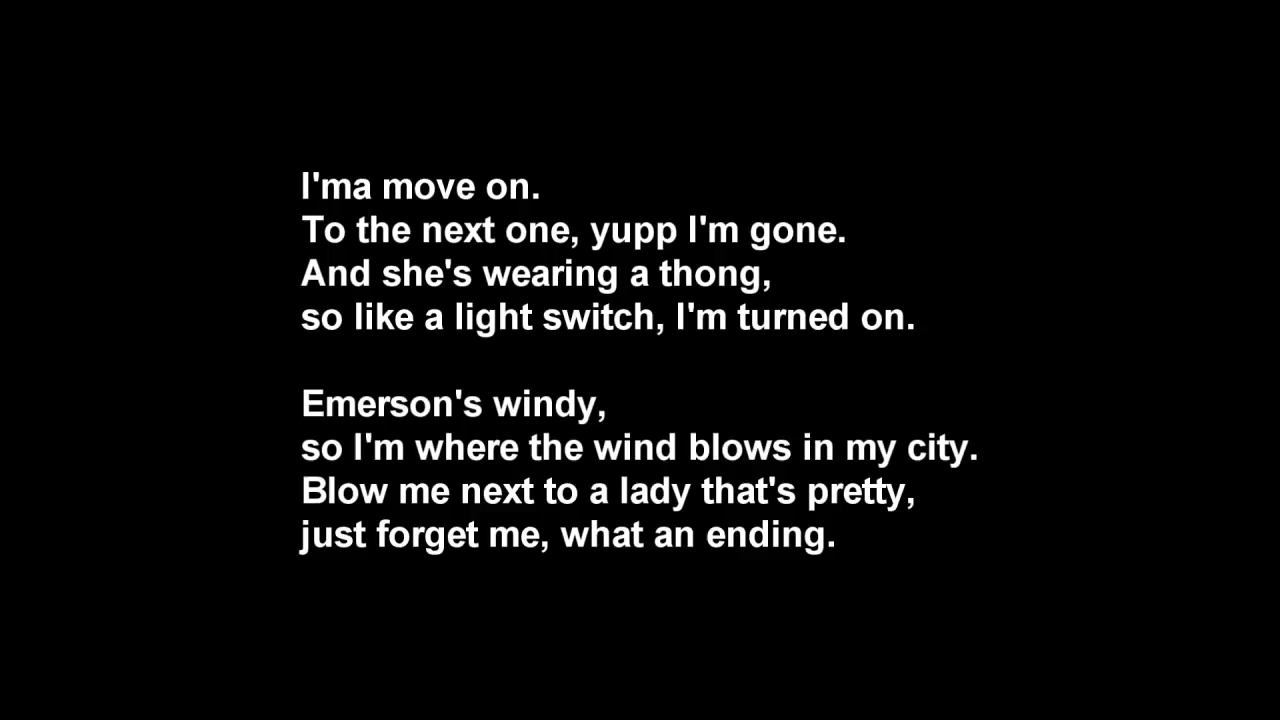 I'ma move on.
To the next one, yupp I'm gone.
And she's wearing a thong,
so like a light switch, I'm turned on.
Emerson's windy,
so I'm where the wind blows in my city.
Blow me next to a lady that's pretty,
just forget me, what an ending.